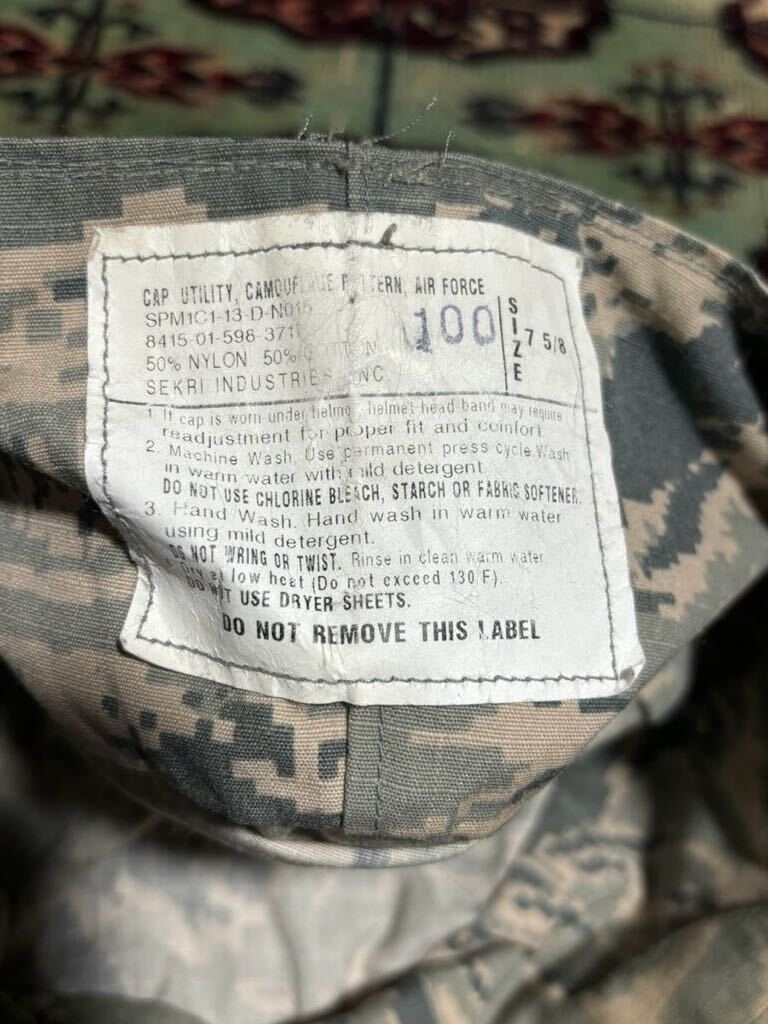 CAP, UTILITY, CAMOUFLAGE PATTERN, AIR FORCE
SPM1C1-13-D-N015
8415-01-598-371
100
SIZE
7 5/8
50% NYLON 50% COTTON
SEKRI INDUSTRIES, INC.
1. If cap is worn under helmet, helmet head band may require
readjustment for proper fit and comfort.
2. Machine Wash. Use permanent press cycle. Wash
in warm water with mild detergent.
DO NOT USE CHLORINE BLEACH, STARCH OR FABRIC SOFTENER.
3. Hand Wash. Hand wash in warm water
using mild detergent.
DO NOT WRING OR TWIST. Rinse in clean warm water.
Dry at low heat (Do not exceed 130 F).
DO NOT USE DRYER SHEETS.
DO NOT REMOVE THIS LABEL